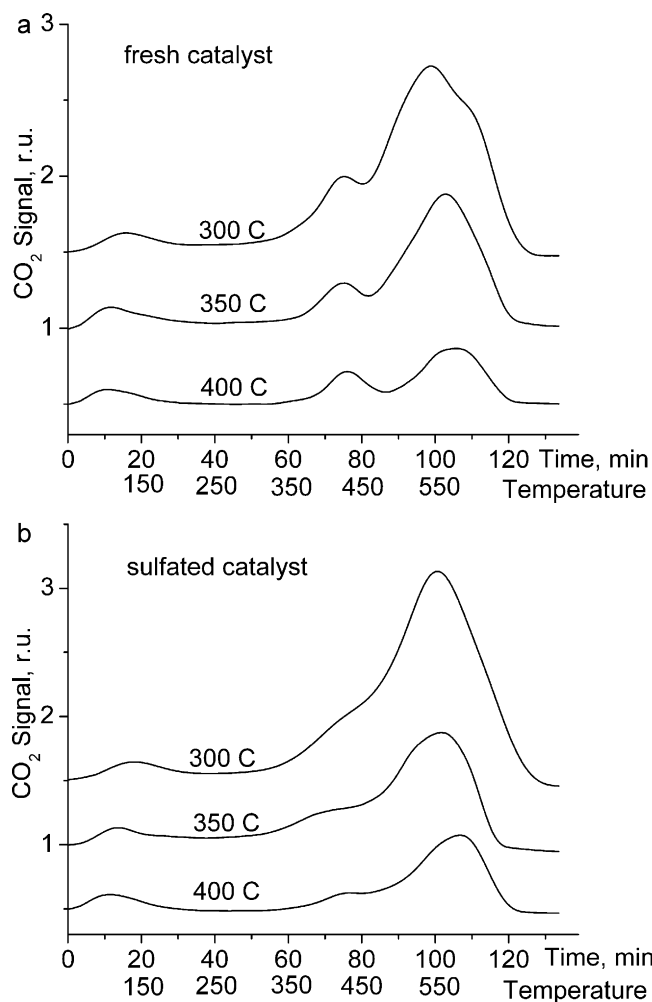 a
3
fresh catalyst
2
CO₂ Signal, r.u.
300 C
350 C
1
400 C
0 20 40 60 80 100 120 Time, min
150 250 350 450 550 Temperature
b
sulfated catalyst
3
2
CO₂ Signal, r.u.
300 C
350 C
1
400 C
0 20 40 60 80 100 120 Time, min
150 250 350 450 550 Temperature